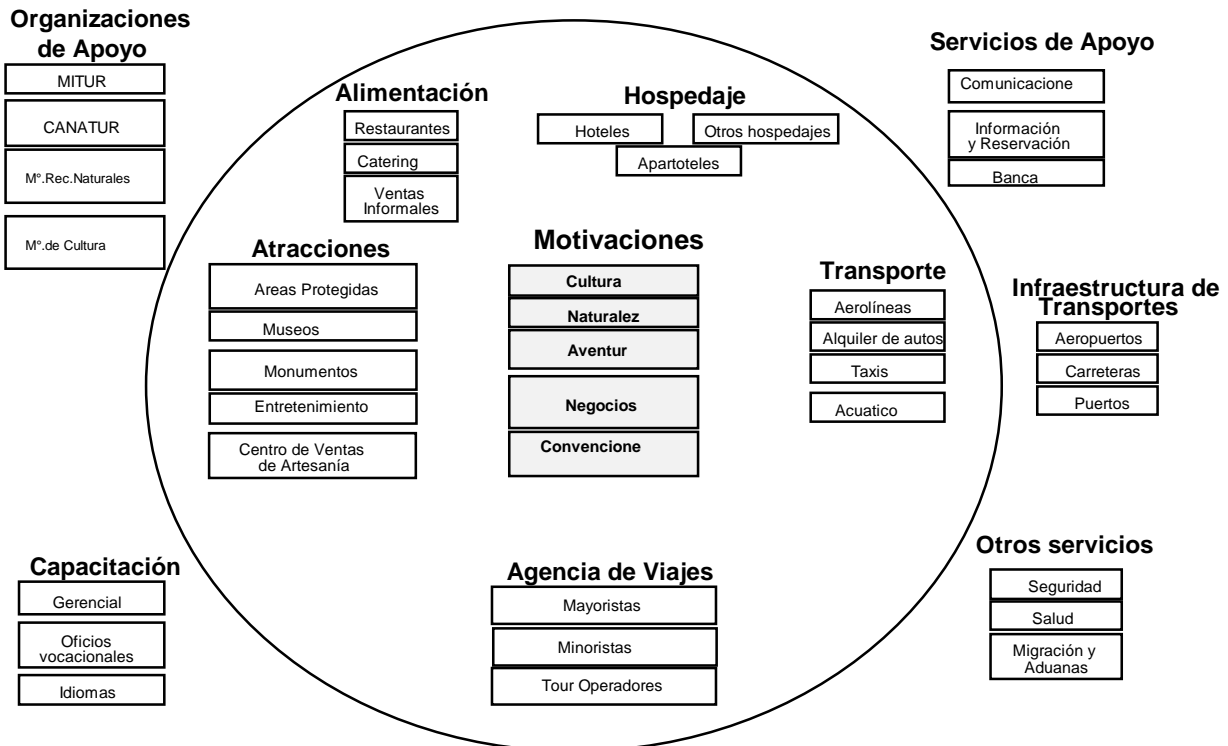 Organizaciones
de Apoyo
MITUR
CANATUR
Mº.Rec.Naturales
Mº.de Cultura
Alimentación
Restaurantes
Catering
Ventas
Informales
Hospedaje
Hoteles
Otros hospedajes
Apartoteles
Servicios de Apoyo
Comunicacione
Información
y Reservación
Banca
Atracciones
Areas Protegidas
Museos
Monumentos
Entretenimiento
Centro de Ventas
de Artesanía
Motivaciones
Cultura
Naturalez
Aventur
Negocios
Convencione
Transporte
Aerolíneas
Alquiler de autos
Taxis
Acuatico
Infraestructura de
Transportes
Aeropuertos
Carreteras
Puertos
Capacitación
Gerencial
Oficios
vocacionales
Idiomas
Agencia de Viajes
Mayoristas
Minoristas
Tour Operadores
Otros servicios
Seguridad
Salud
Migración y
Aduanas